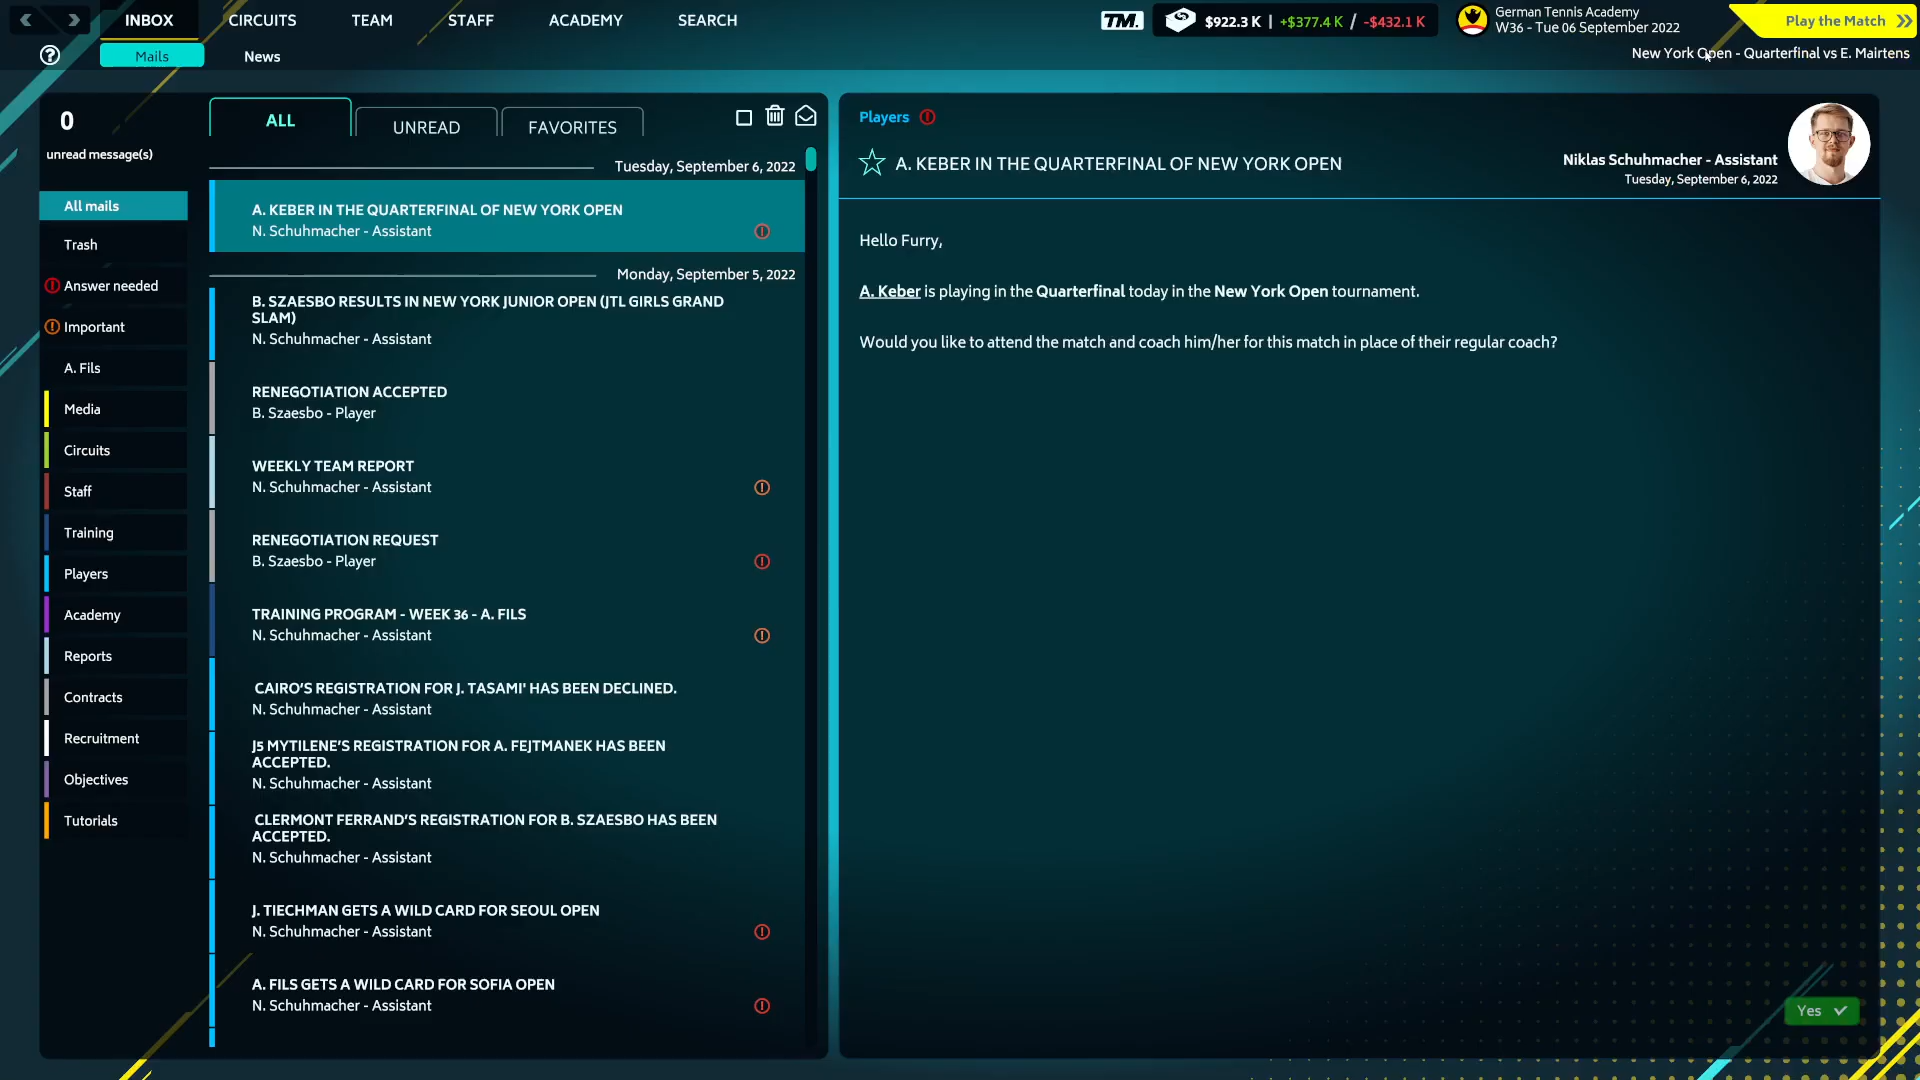 INBOX CIRCUITS TEAM STAFF ACADEMY SEARCH
TM. $922.3 K | +$377.4 K / -$432.1 K
German Tennis Academy
W36 - Tue 06 September 2022
Play the Match
Mails News
New York Open - Quarterfinal vs E. Mairtens
0
unread message(s)
All mails
Trash
Answer needed
Important
A. Fils
Media
Circuits
Staff
Training
Players
Academy
Reports
Contracts
Recruitment
Objectives
Tutorials
ALL UNREAD FAVORITES
Tuesday, September 6, 2022
A. KEBER IN THE QUARTERFINAL OF NEW YORK OPEN
N. Schuhmacher - Assistant
Monday, September 5, 2022
B. SZAESBO RESULTS IN NEW YORK JUNIOR OPEN (JTL GIRLS GRAND
SLAM)
N. Schuhmacher - Assistant
RENEGOTIATION ACCEPTED
B. Szaesbo - Player
WEEKLY TEAM REPORT
N. Schuhmacher - Assistant
RENEGOTIATION REQUEST
B. Szaesbo - Player
TRAINING PROGRAM - WEEK 36 - A. FILS
N. Schuhmacher - Assistant
CAIRO'S REGISTRATION FOR J. TASAMI' HAS BEEN DECLINED.
N. Schuhmacher - Assistant
J5 MYTILENE'S REGISTRATION FOR A. FEJTMANEK HAS BEEN
ACCEPTED.
N. Schuhmacher - Assistant
CLERMONT FERRAND'S REGISTRATION FOR B. SZAESBO HAS BEEN
ACCEPTED.
N. Schuhmacher - Assistant
J. TIECHMAN GETS A WILD CARD FOR SEOUL OPEN
N. Schuhmacher - Assistant
A. FILS GETS A WILD CARD FOR SOFIA OPEN
N. Schuhmacher - Assistant
Players
A. KEBER IN THE QUARTERFINAL OF NEW YORK OPEN
Niklas Schuhmacher - Assistant
Tuesday, September 6, 2022
Hello Furry,
A. Keber is playing in the Quarterfinal today in the New York Open tournament.
Would you like to attend the match and coach him/her for this match in place of their regular coach?
Yes